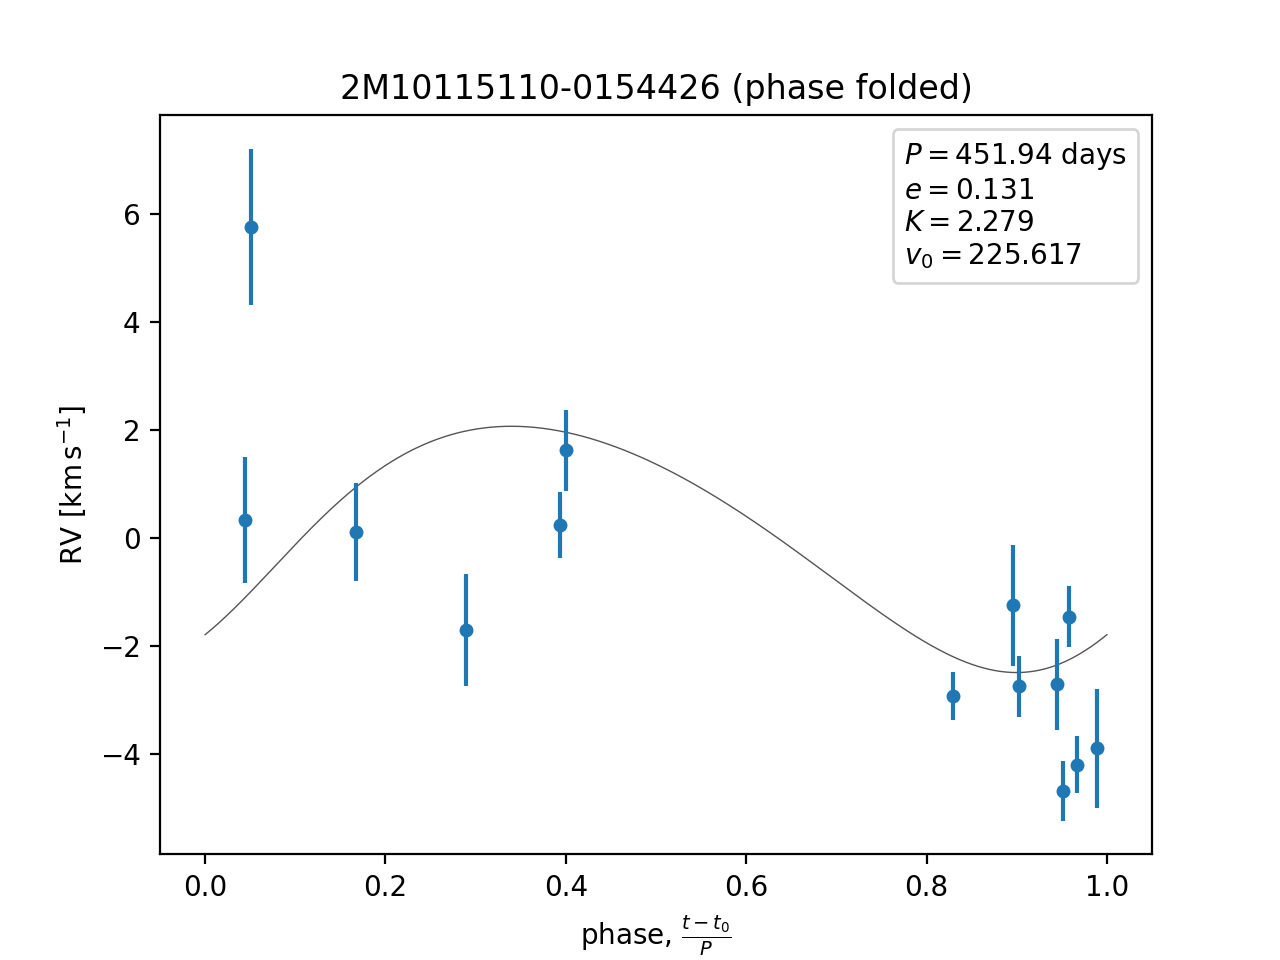 2M10115110-0154426 (phase folded)
P = 451.94 days
e = 0.131
K = 2.279
v₀ = 225.617
6
4
2
0
−2
−4
RV [km s⁻¹]
0.0 0.2 0.4 0.6 0.8 1.0
phase, (t − t₀)/P